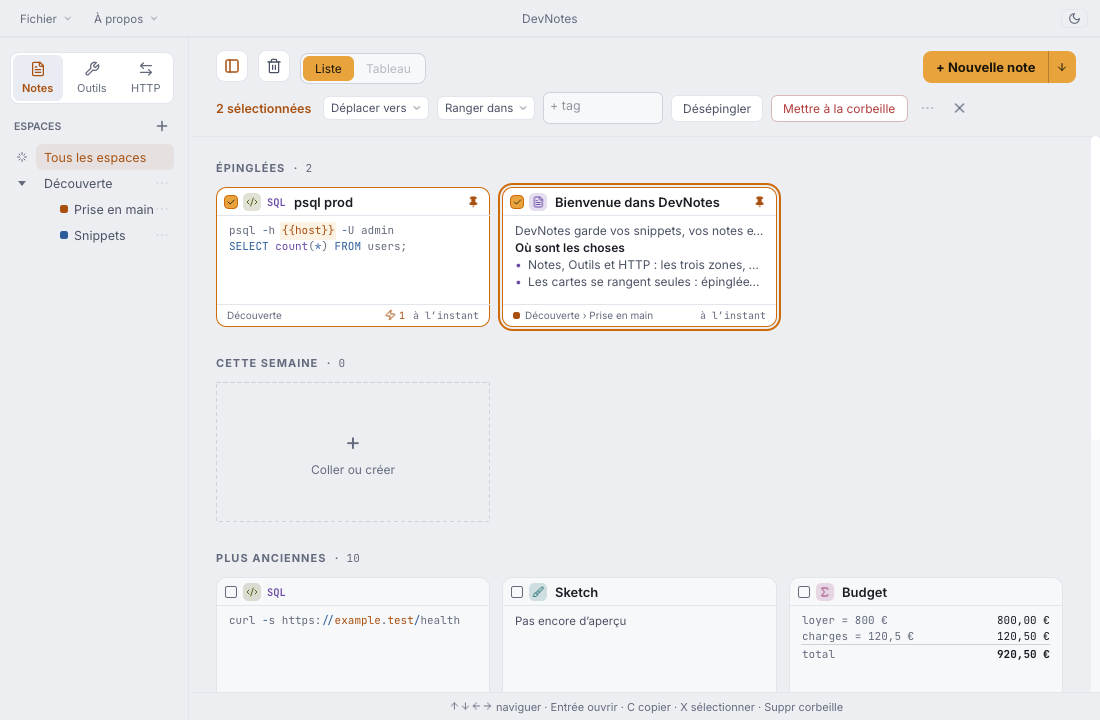 Fichier
À propos
DevNotes
Notes
Outils
HTTP
Liste
Tableau
+ Nouvelle note
2 sélectionnées
Déplacer vers
Ranger dans
+ tag
Désépingler
Mettre à la corbeille
ESPACES
Tous les espaces
Découverte
Prise en main
Snippets
ÉPINGLÉES · 2
SQL psql prod
psql -h {{host}} -U admin
SELECT count(*) FROM users;
Découverte
1 à l’instant
Bienvenue dans DevNotes
DevNotes garde vos snippets, vos notes e…
Où sont les choses
• Notes, Outils et HTTP : les trois zones, …
• Les cartes se rangent seules : épinglée…
Découverte › Prise en main
à l’instant
CETTE SEMAINE · 0
+
Coller ou créer
PLUS ANCIENNES · 10
SQL
curl -s https://example.test/health
Sketch
Pas encore d’aperçu
Σ Budget
loyer = 800 € 800,00 €
charges = 120,5 € 120,50 €
total 920,50 €
↑↓←→ naviguer · Entrée ouvrir · C copier · X sélectionner · Suppr corbeille